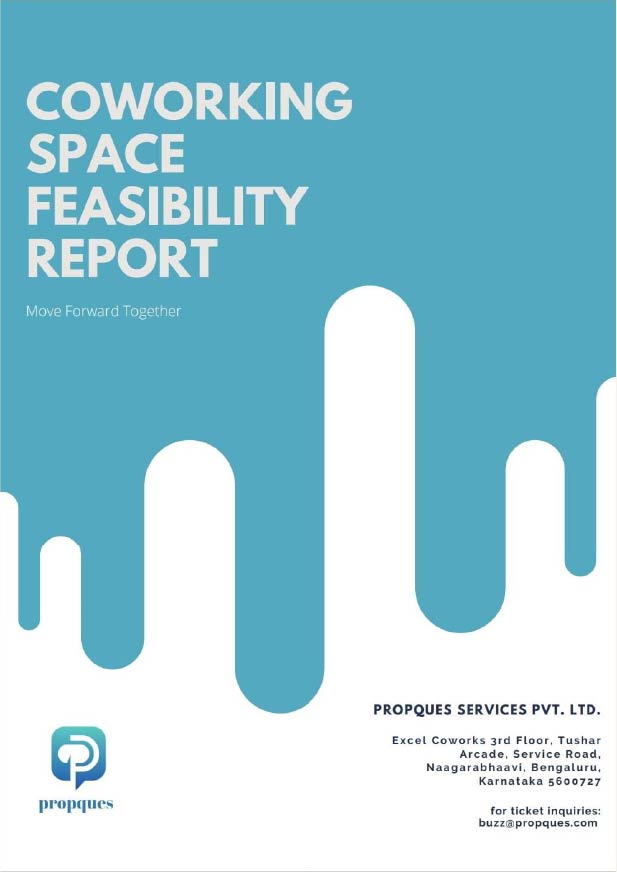 COWORKING
SPACE
FEASIBILITY
REPORT
Move Forward Together
PROPQUES SERVICES PVT. LTD.
Excel Coworks 3rd Floor, Tushar
Arcade, Service Road,
Naagarabhaavi, Bengaluru,
Karnataka 5600727
for ticket inquiries:
buzz@propques.com
propques